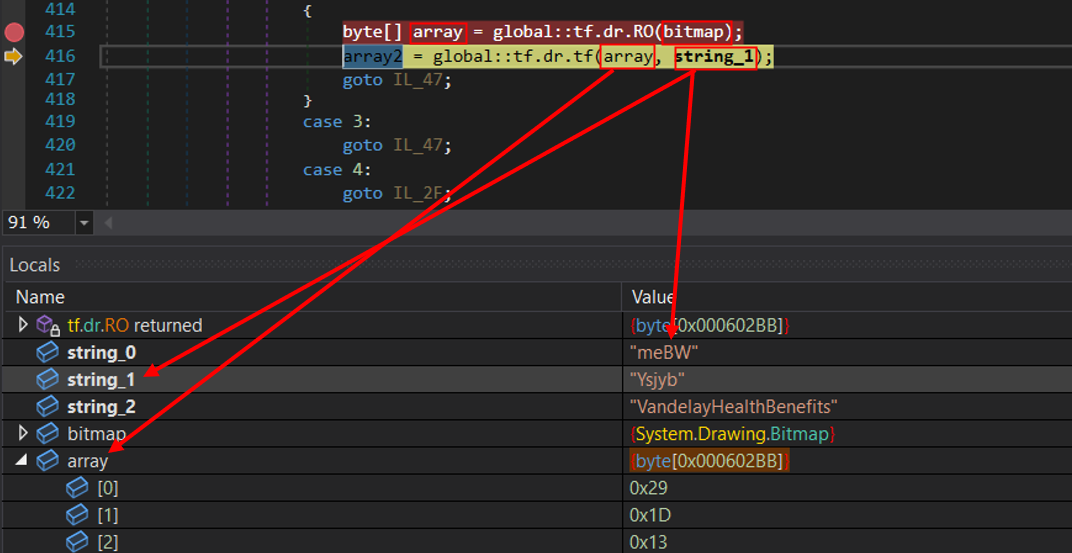 414 {
415 byte[] array = global::tf.dr.RO(bitmap);
416 array2 = global::tf.dr.tf(array, string_1);
417 goto IL_47;
418 }
419 case 3:
420 goto IL_47;
421 case 4:
422 goto IL_2F;
91 %
Locals
Name Value
tf.dr.RO returned {byte[0x000602BB]}
string_0 "meBW"
string_1 "Ysjyb"
string_2 "VandelayHealthBenefits"
bitmap {System.Drawing.Bitmap}
array {byte[0x000602BB]}
[0] 0x29
[1] 0x1D
[2] 0x13